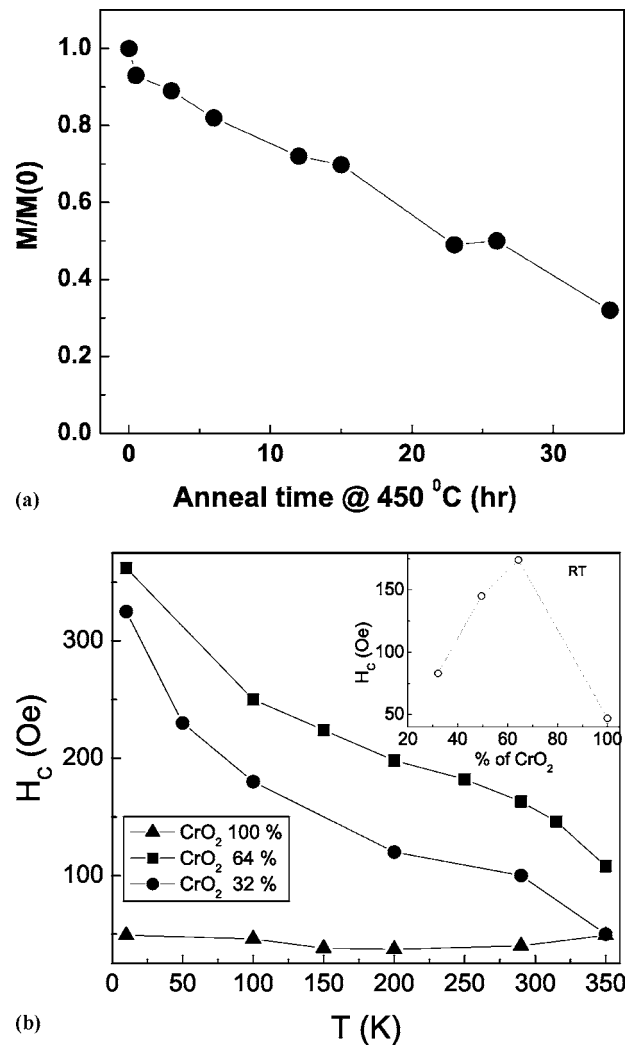 1.0
0.8
0.6
0.4
0.2
0.0
M/M(0)
0 10 20 30
(a)
Anneal time @ 450 ⁰C (hr)
300
200
100
H_C (Oe)
CrO₂ 100 %
CrO₂ 64 %
CrO₂ 32 %
RT
150
100
50
H_C (Oe)
20 40 60 80 100
% of CrO₂
0 50 100 150 200 250 300 350
(b)
T (K)